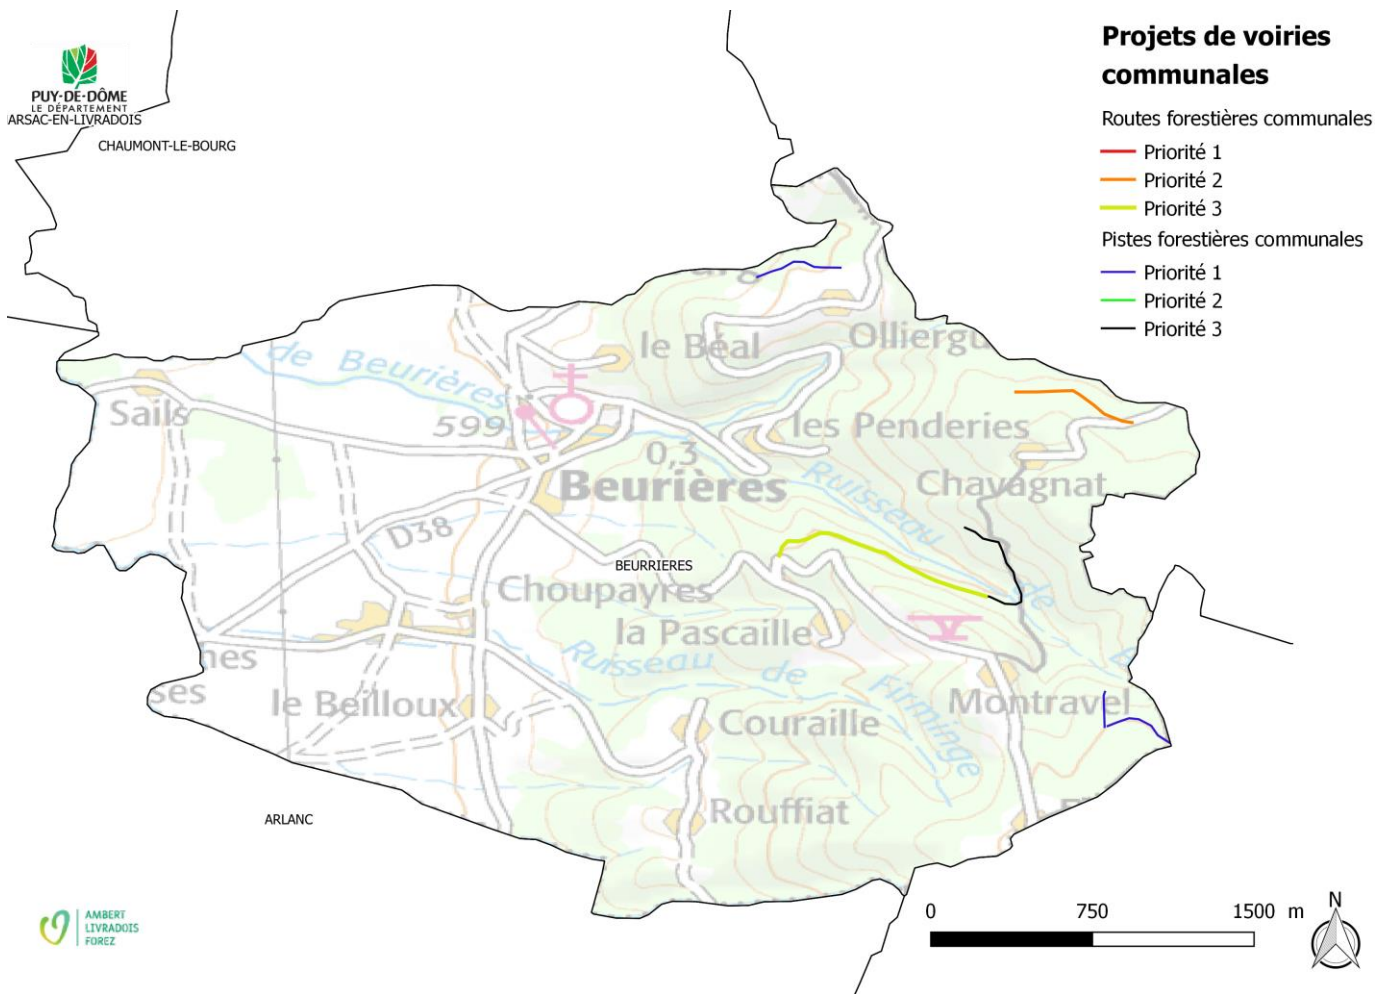 Projets de voiries
communales
Routes forestières communales
Priorité 1
Priorité 2
Priorité 3
Pistes forestières communales
Priorité 1
Priorité 2
Priorité 3
PUY-DE-DÔME
LE DÉPARTEMENT
ARSAC-EN-LIVRADOIS
CHAUMONT-LE-BOURG
Olliergu
le Béal
de Beurières
Sails
599
les Penderies
0,3
Beurières
Chavagnat
Ruisseau
de
D38
BEURRIERES
Choupayres
la Pascaille
hes
ses
Ruisseau de Firminge
le Beilloux
Montravel
Couraille
Rouffiat
ARLANC
AMBERT
LIVRADOIS
FOREZ
0 750 1500 m
N